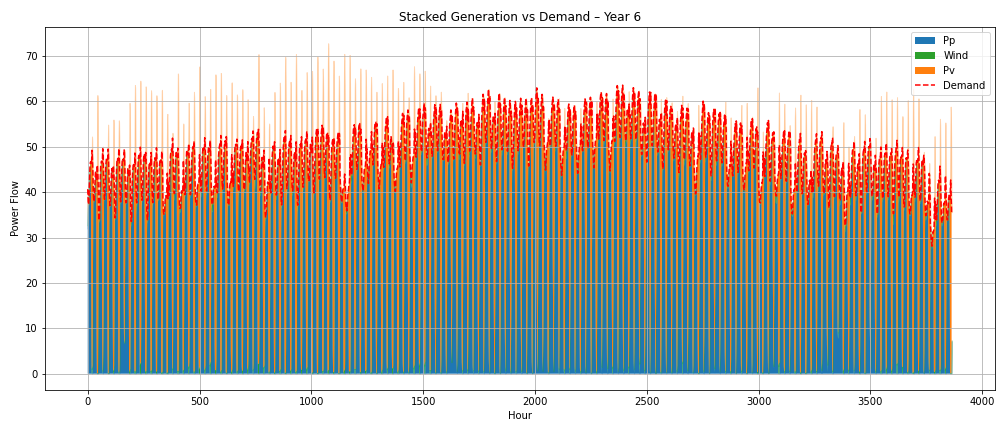 Stacked Generation vs Demand – Year 6
Pp
Wind
Pv
Demand
Power Flow
70
60
50
40
30
20
10
0
0 500 1000 1500 2000 2500 3000 3500 4000
Hour